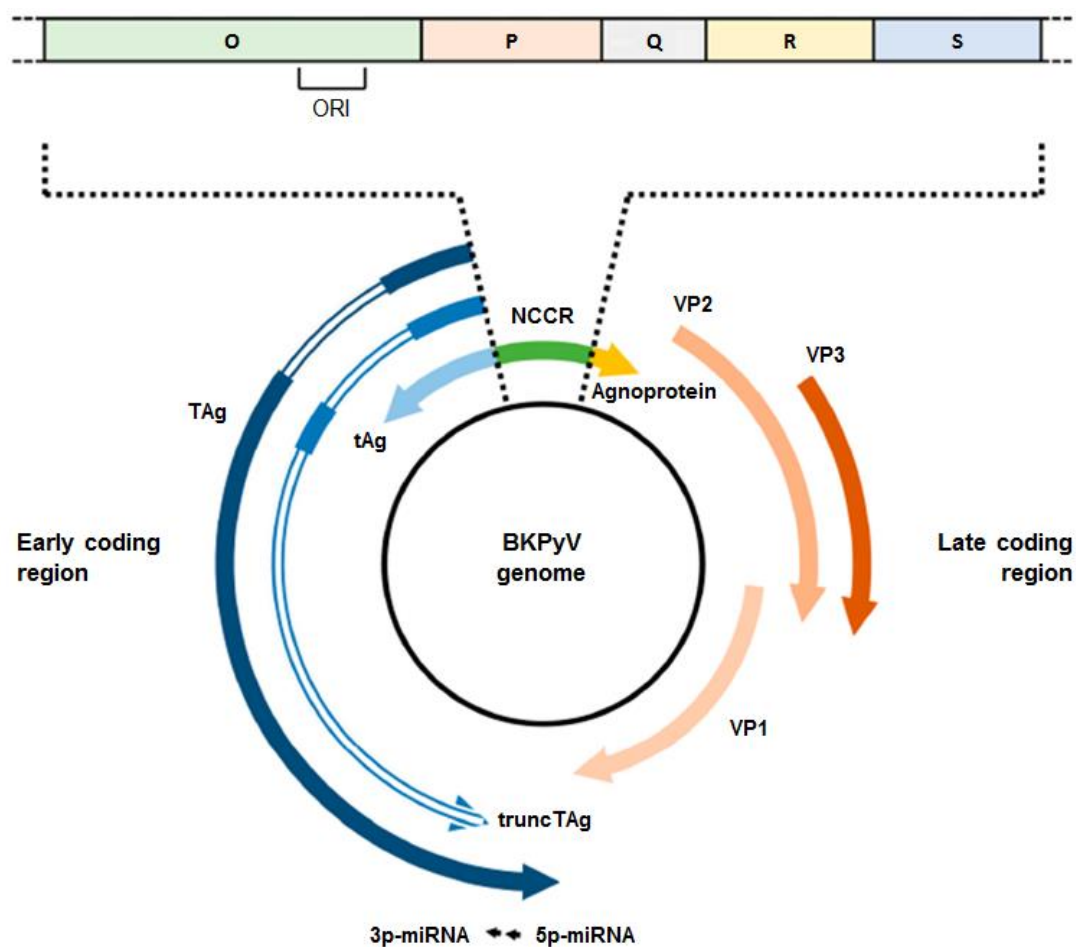 O P Q R S
ORI
NCCR
VP2
VP3
Agnoprotein
TAg
tAg
Early coding
region
BKPyV
genome
Late coding
region
VP1
truncTAg
3p-miRNA 5p-miRNA